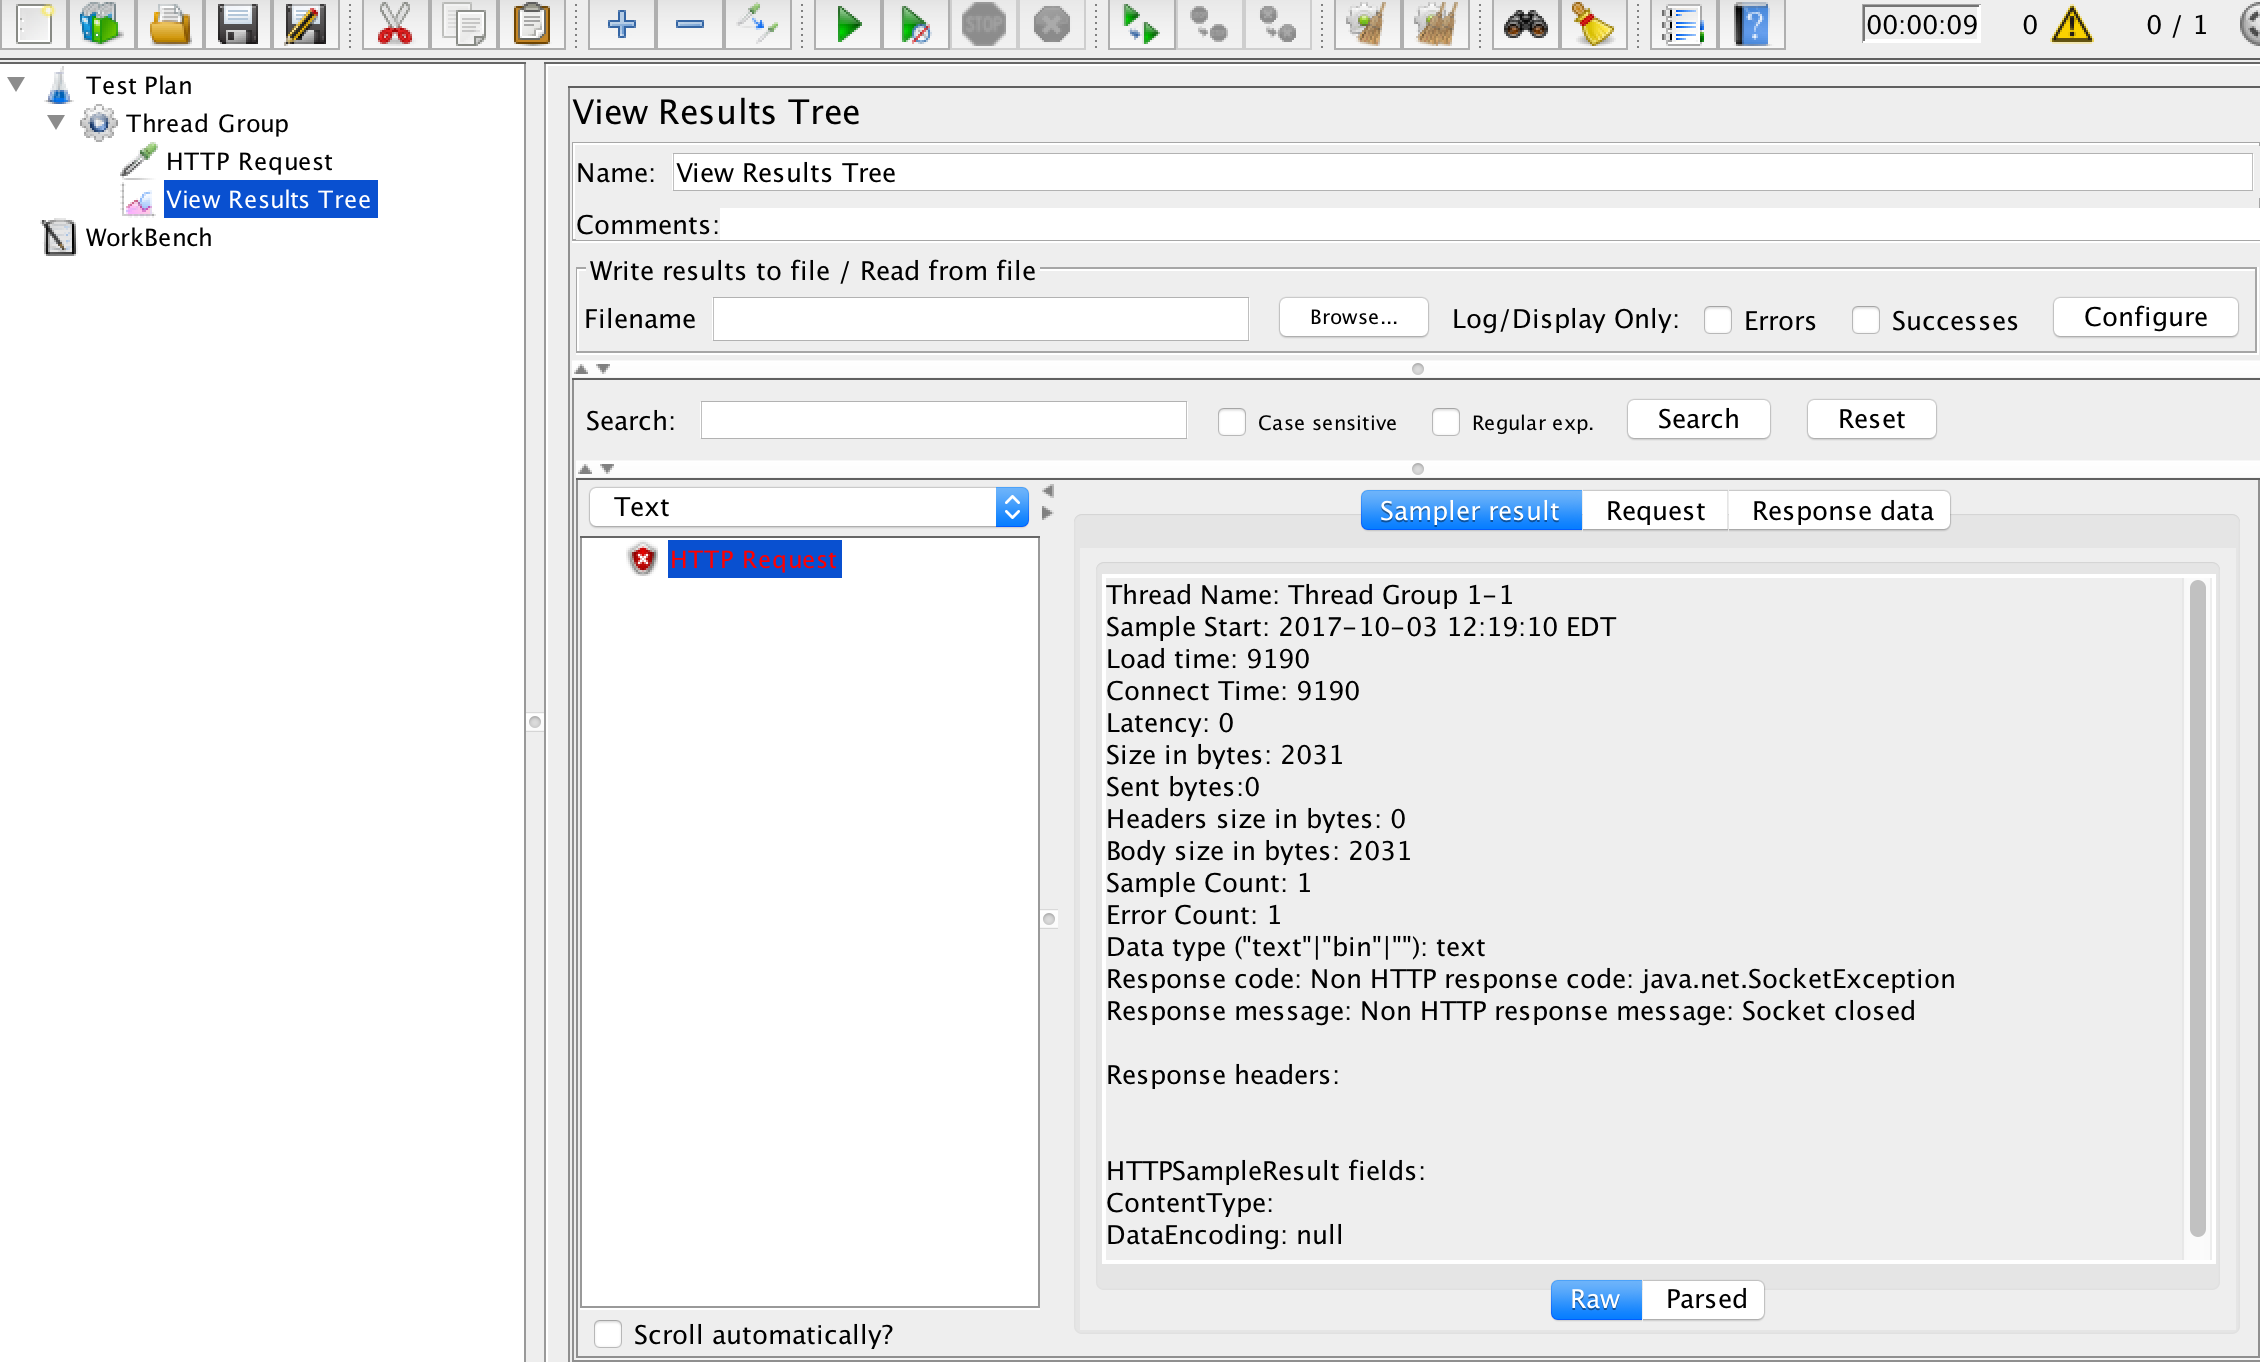 STOP
00:00:09
0
0 / 1
Test Plan
Thread Group
HTTP Request
View Results Tree
WorkBench
View Results Tree
Name: View Results Tree
Comments:
Write results to file / Read from file
Filename
Browse...
Log/Display Only:
Errors
Successes
Configure
Search:
Case sensitive
Regular exp.
Search
Reset
Text
HTTP Request
Scroll automatically?
Sampler result
Request
Response data
Thread Name: Thread Group 1-1
Sample Start: 2017-10-03 12:19:10 EDT
Load time: 9190
Connect Time: 9190
Latency: 0
Size in bytes: 2031
Sent bytes:0
Headers size in bytes: 0
Body size in bytes: 2031
Sample Count: 1
Error Count: 1
Data type ("text"|"bin"|""): text
Response code: Non HTTP response code: java.net.SocketException
Response message: Non HTTP response message: Socket closed
Response headers:
HTTPSampleResult fields:
ContentType:
DataEncoding: null
Raw
Parsed